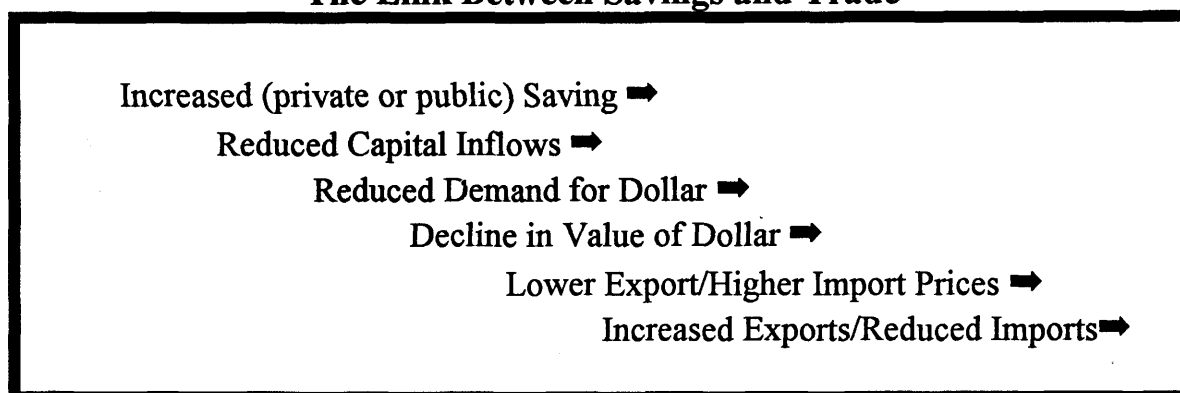 The Link Between Savings and Trade
Increased (private or public) Saving ➡
Reduced Capital Inflows ➡
Reduced Demand for Dollar ➡
Decline in Value of Dollar ➡
Lower Export/Higher Import Prices ➡
Increased Exports/Reduced Imports➡